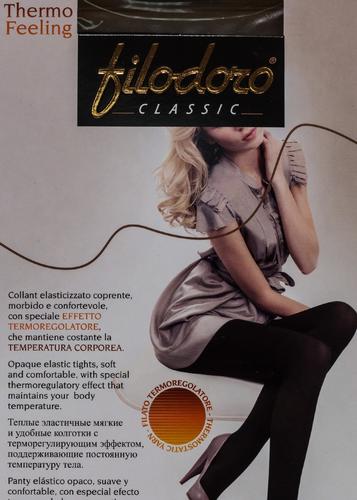 Thermo
Feeling
filodoro®
CLASSIC
Collant elasticizzato coprente,
morbido e confortevole,
con speciale EFFETTO
TERMOREGOLATORE,
che mantiene costante la
TEMPERATURA CORPOREA.
Opaque elastic tights, soft
and comfortable, with special
thermoregulatory effect that
maintains your body
temperature.
Теплые эластичные мягкие
и удобные колготки с
терморегулирующим эффектом,
поддерживающие постоянную
температуру тела.
Panty elástico opaco, suave y
confortable, con especial efecto
FILATO TERMOREGOLATORE - THERMOSTATIC YARN -